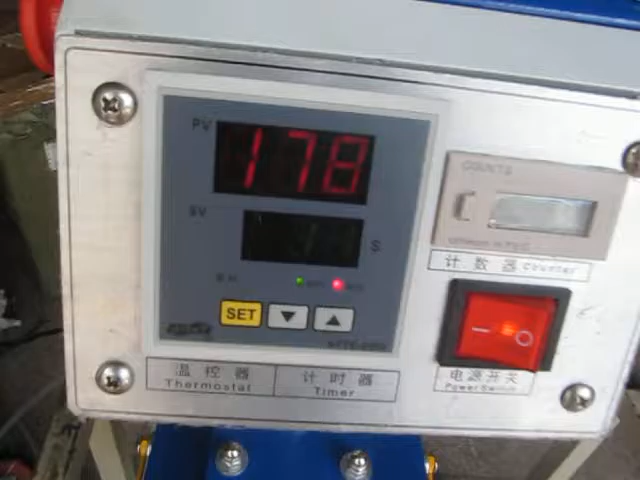 PV
178
COUNTS
SV
S
计数器 Counter
SET
温控器
Thermostat
计时器
Timer
电源开关
Power Switch